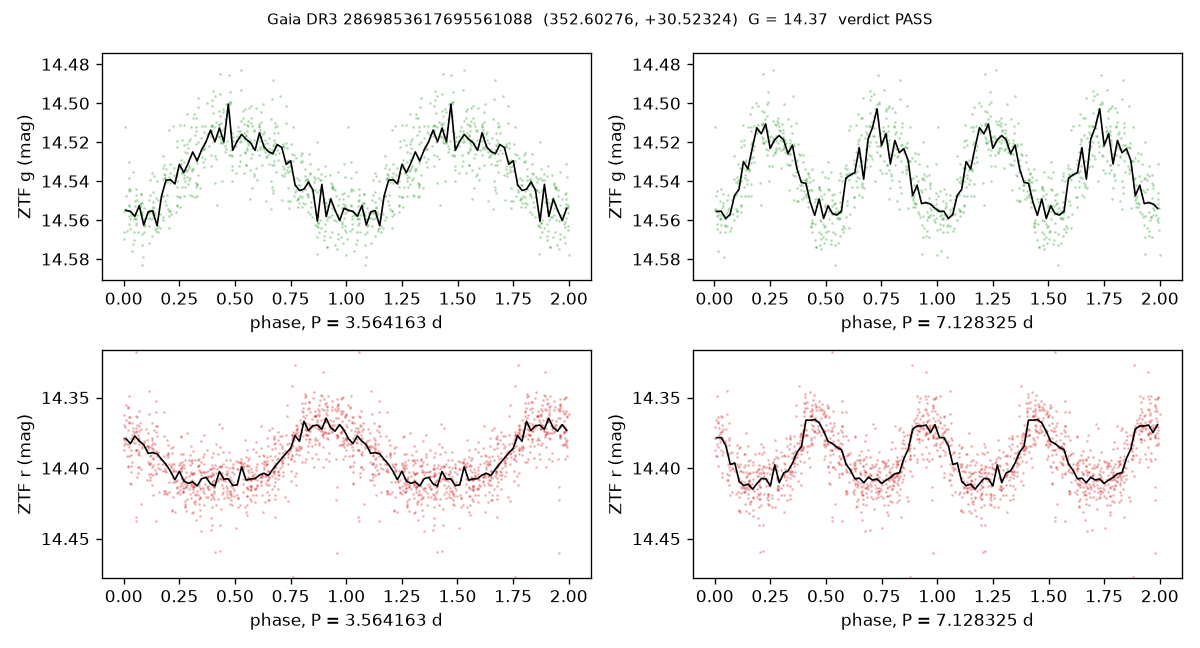 Gaia DR3 2869853617695561088 (352.60276, +30.52324) G = 14.37 verdict PASS
ZTF g (mag)
14.48
14.50
14.52
14.54
14.56
14.58
0.00 0.25 0.50 0.75 1.00 1.25 1.50 1.75 2.00
phase, P = 3.564163 d
ZTF g (mag)
14.48
14.50
14.52
14.54
14.56
14.58
0.00 0.25 0.50 0.75 1.00 1.25 1.50 1.75 2.00
phase, P = 7.128325 d
ZTF r (mag)
14.35
14.40
14.45
0.00 0.25 0.50 0.75 1.00 1.25 1.50 1.75 2.00
phase, P = 3.564163 d
ZTF r (mag)
14.35
14.40
14.45
0.00 0.25 0.50 0.75 1.00 1.25 1.50 1.75 2.00
phase, P = 7.128325 d